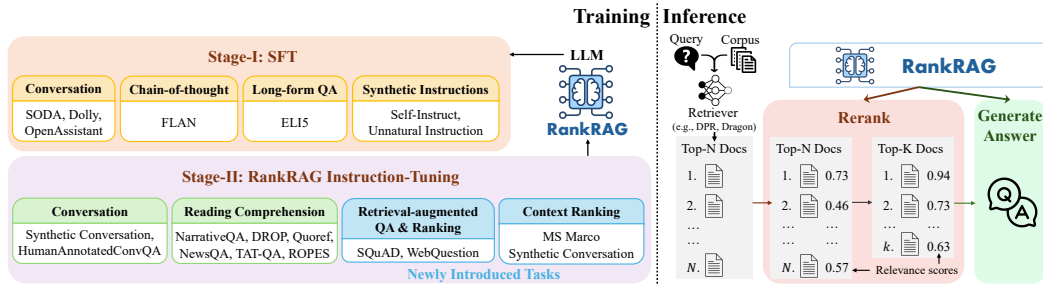 Training
Inference
Stage-I: SFT
Conversation
SODA, Dolly,
OpenAssistant
Chain-of-thought
FLAN
Long-form QA
ELI5
Synthetic Instructions
Self-Instruct,
Unnatural Instruction
LLM
RankRAG
Stage-II: RankRAG Instruction-Tuning
Conversation
Synthetic Conversation,
HumanAnnotatedConvQA
Reading Comprehension
NarrativeQA, DROP, Quoref,
NewsQA, TAT-QA, ROPES
Retrieval-augmented
QA & Ranking
SQuAD, WebQuestion
Context Ranking
MS Marco
Synthetic Conversation
Newly Introduced Tasks
Query
Corpus
?
Retriever
(e.g., DPR, Dragon)
Top-N Docs
1.
2.
... ...
... ...
N.
RankRAG
Rerank
Top-N Docs
1. 0.73
2. 0.46
... ...
... ...
N. 0.57
Top-K Docs
1. 0.94
2. 0.73
... ...
k. 0.63
Relevance scores
Generate
Answer
Q
A